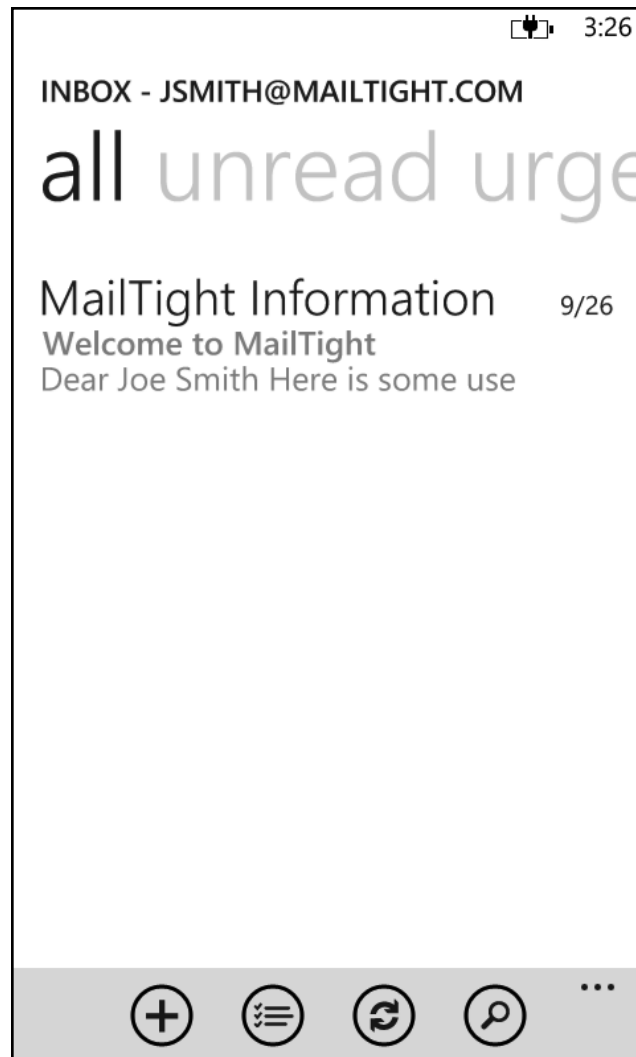 3:26
INBOX - JSMITH@MAILTIGHT.COM
all unread urge
MailTight Information 9/26
Welcome to MailTight
Dear Joe Smith Here is some use